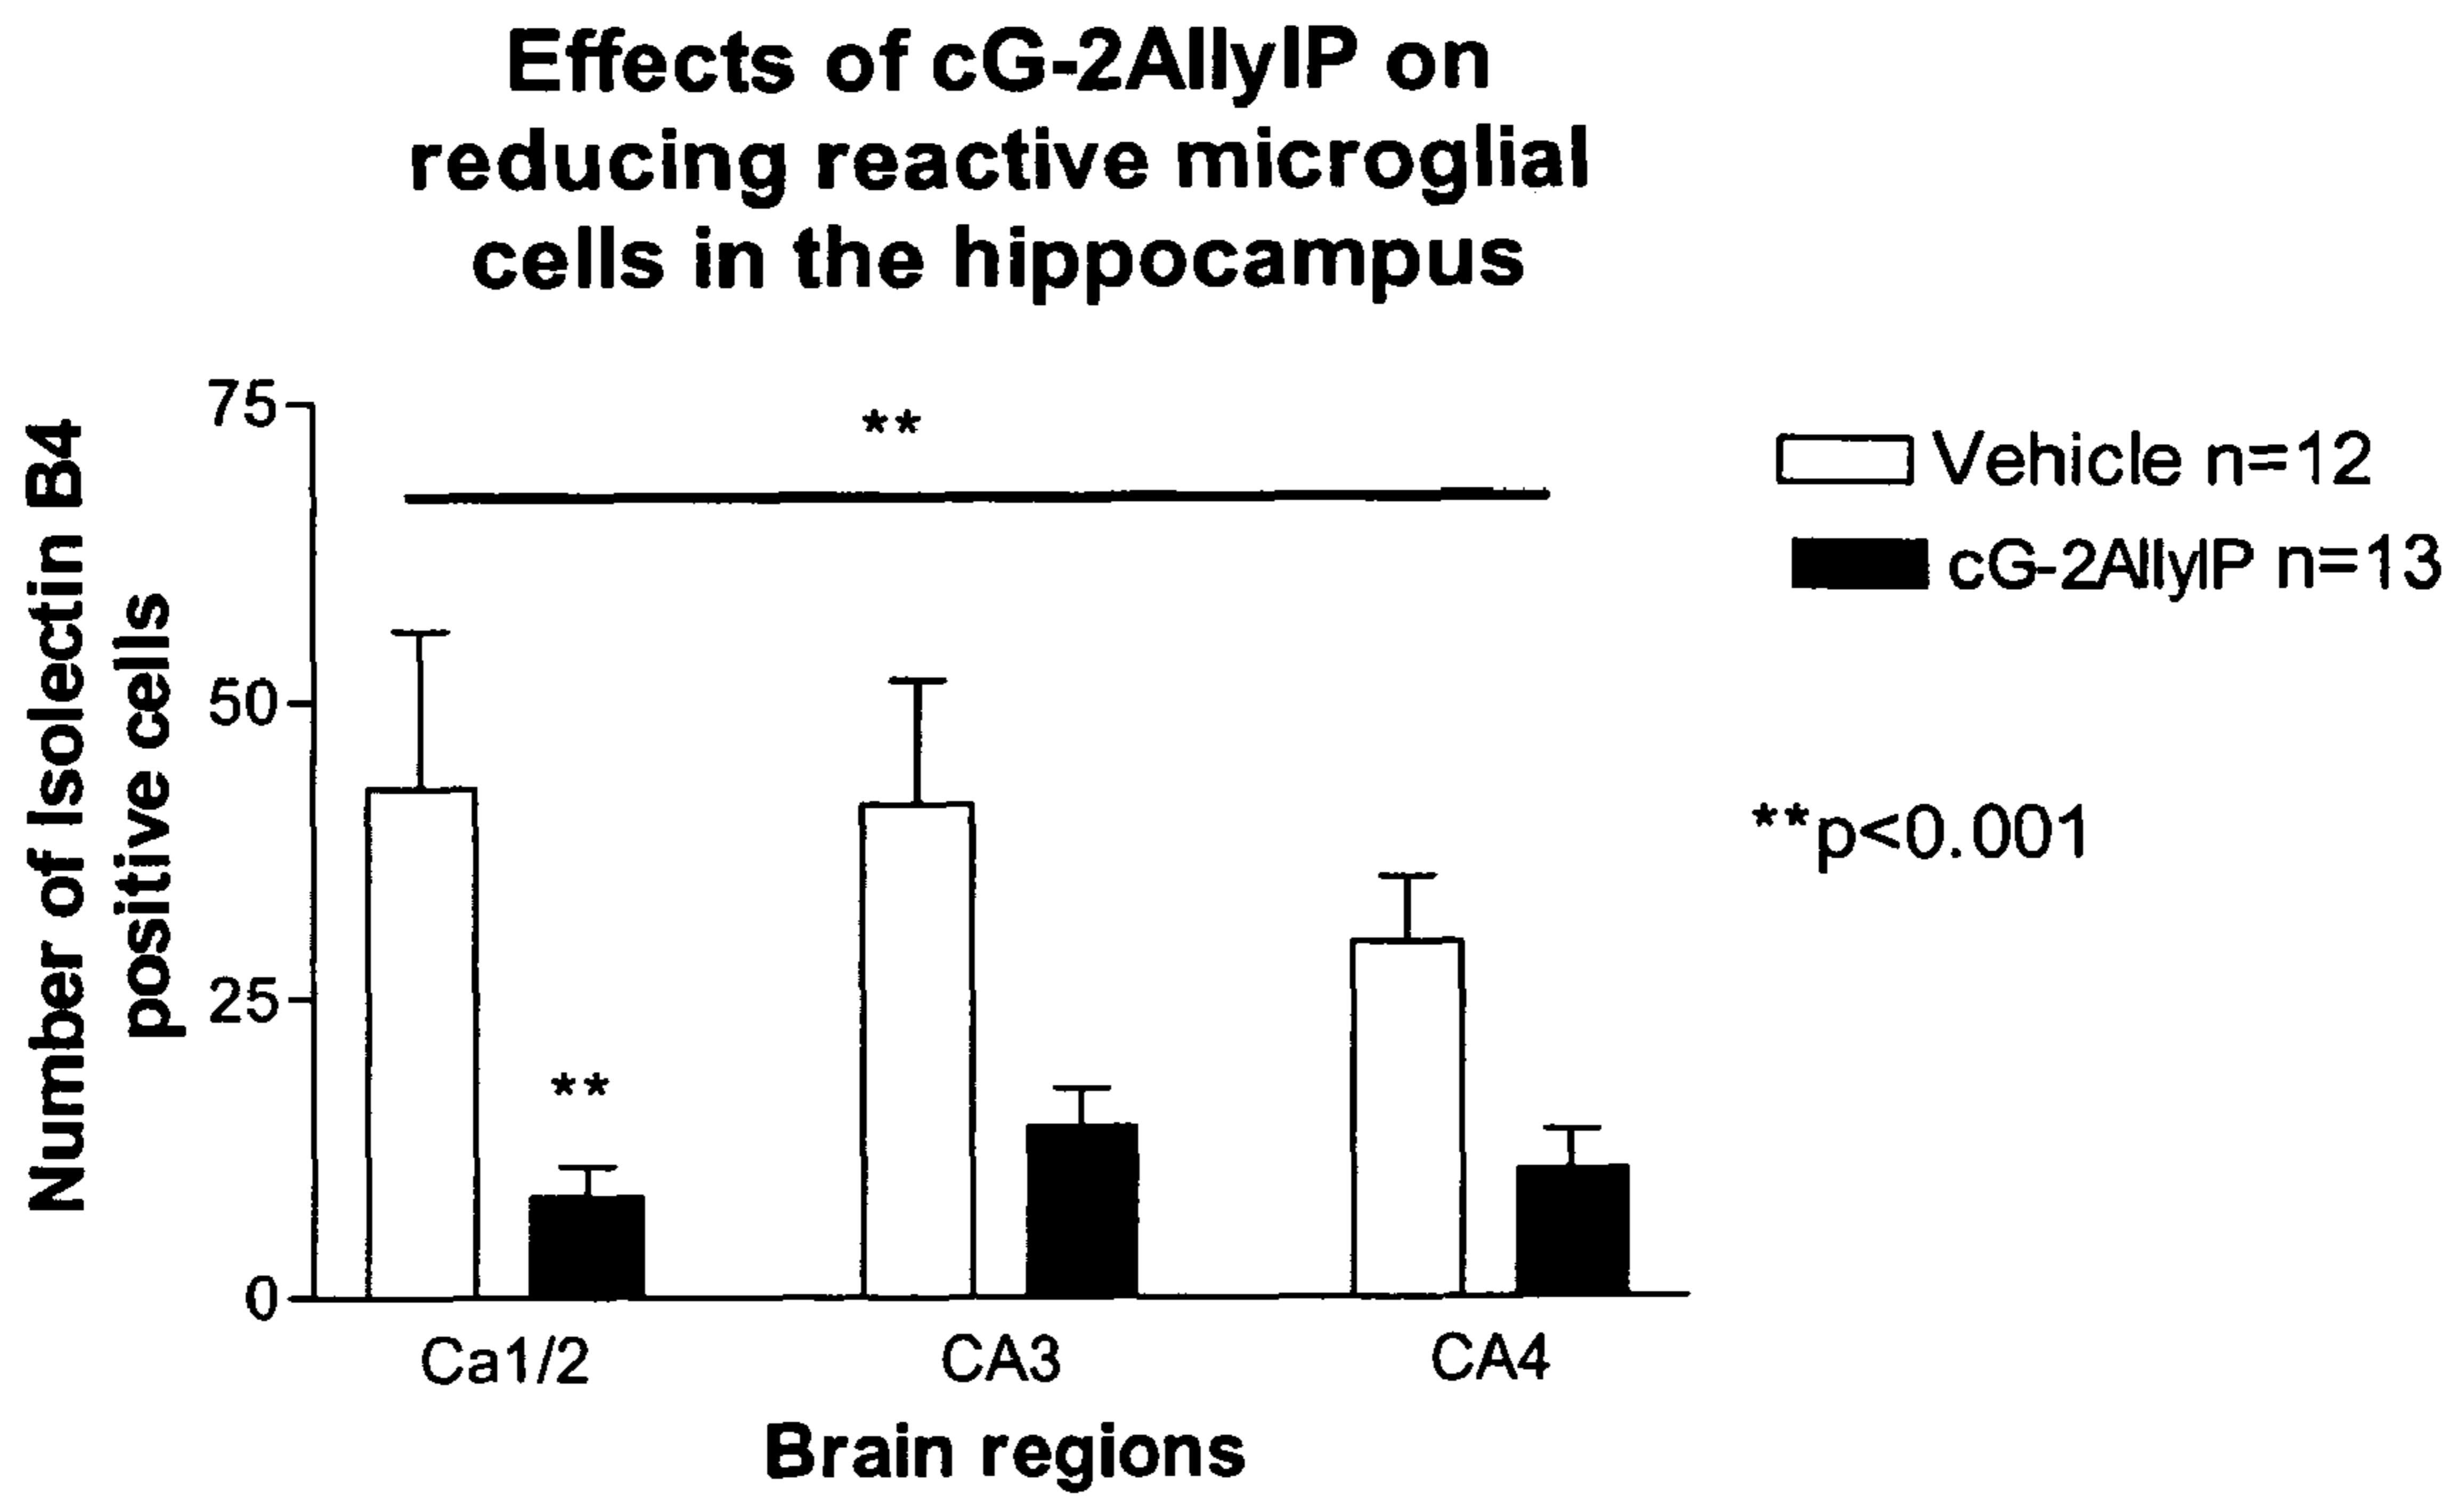 Effects of cG-2AllylP on
reducing reactive microglial
cells in the hippocampus
Number of Isolectin B4
positive cells
75
50
25
0
**
**
Vehicle n=12
cG-2AllylP n=13
**p<0.001
Ca1/2
CA3
CA4
Brain regions